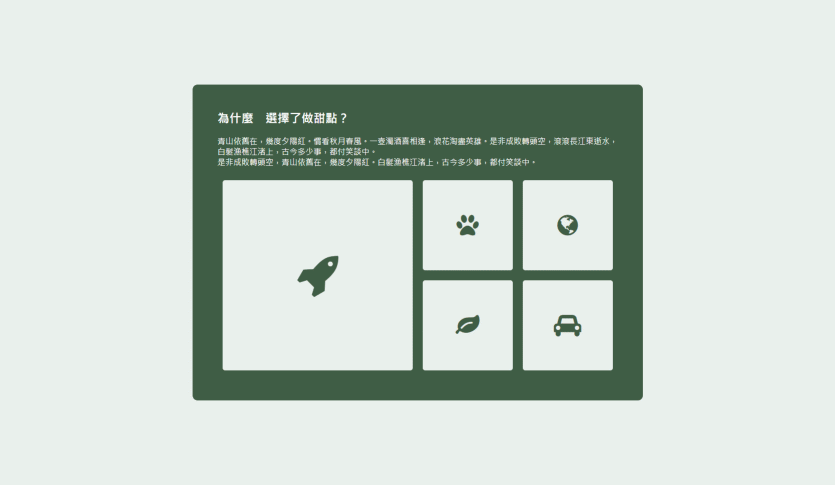 為什麼　選擇了做甜點？
青山依舊在，幾度夕陽紅。慣看秋月春風。一壺濁酒喜相逢，浪花淘盡英雄。是非成敗轉頭空，滾滾長江東逝水，
白髮漁樵江渚上，古今多少事，都付笑談中。
是非成敗轉頭空，青山依舊在，幾度夕陽紅。白髮漁樵江渚上，古今多少事，都付笑談中。